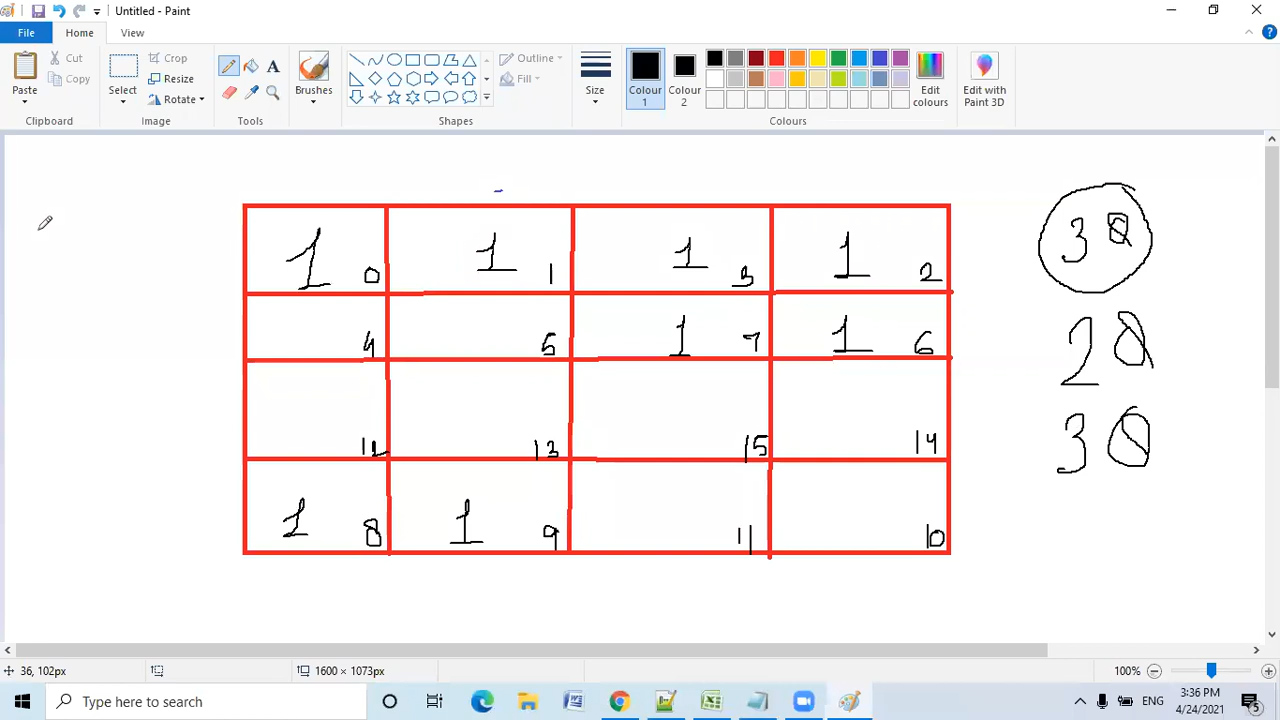 Untitled - Paint
File Home View
Paste
Cut
Copy
Clipboard
Select
Crop
Resize
Rotate
Image
A
Tools
Brushes
Outline
Fill
Shapes
Size
Colour 1
Colour 2
Edit colours
Edit with Paint 3D
Colours
1 0 1 1 1 3 1 2
4 5 1 7 1 6
12 13 15 14
1 8 1 9 11 10
3 8
2 8
3 8
36, 102px
1600 × 1073px
100%
Type here to search
ENG
3:36 PM
4/24/2021
5